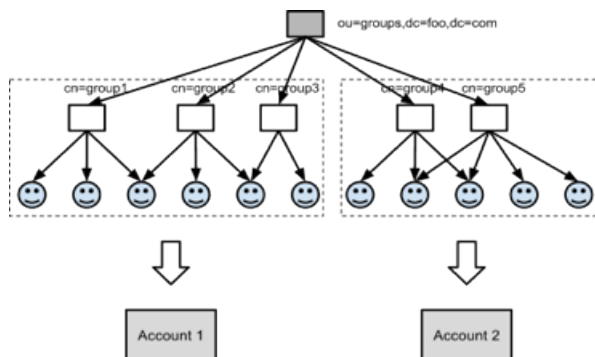 ou=groups,dc=foo,dc=com
cn=group1 cn=group2 cn=group3 cn=group4 cn=group5
Account 1 Account 2